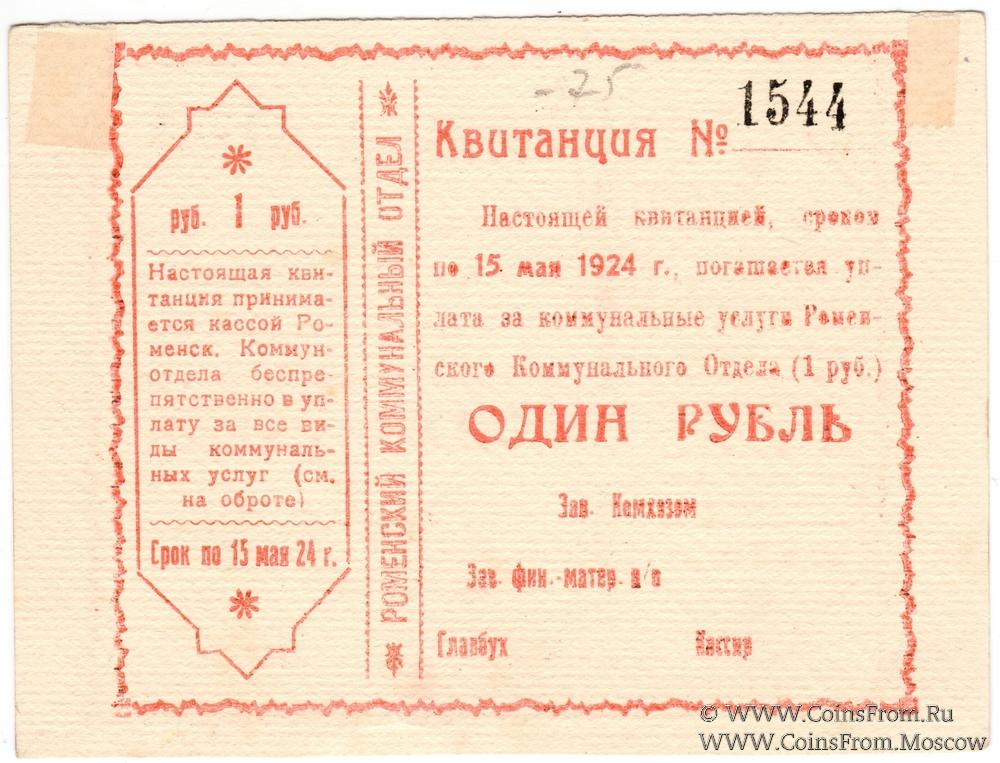 руб. 1 руб.
Настоящая кви-
танция принима-
ется кассой Ро-
менск. Коммун-
отдела беспре-
пятственно в уп-
лату за все ви-
ды коммуналь-
ных услуг (см.
на обороте)
Срок по 15 мая 24 г.
РОМЕНСКИЙ КОММУНАЛЬНЫЙ ОТДЕЛ
-75
Квитанция № 1544
Настоящей квитанцией, сроком
по 15 мая 1924 г., погашается уп-
лата за коммунальные услуги Ромен-
ского Коммунального Отдела (1 руб.)
ОДИН РУБЛЬ
Зав. Комхозом
Зав. фин.-матер. п/о
Главбух Кассир
© WWW.CoinsFrom.Ru
WWW.CoinsFrom.Moscow